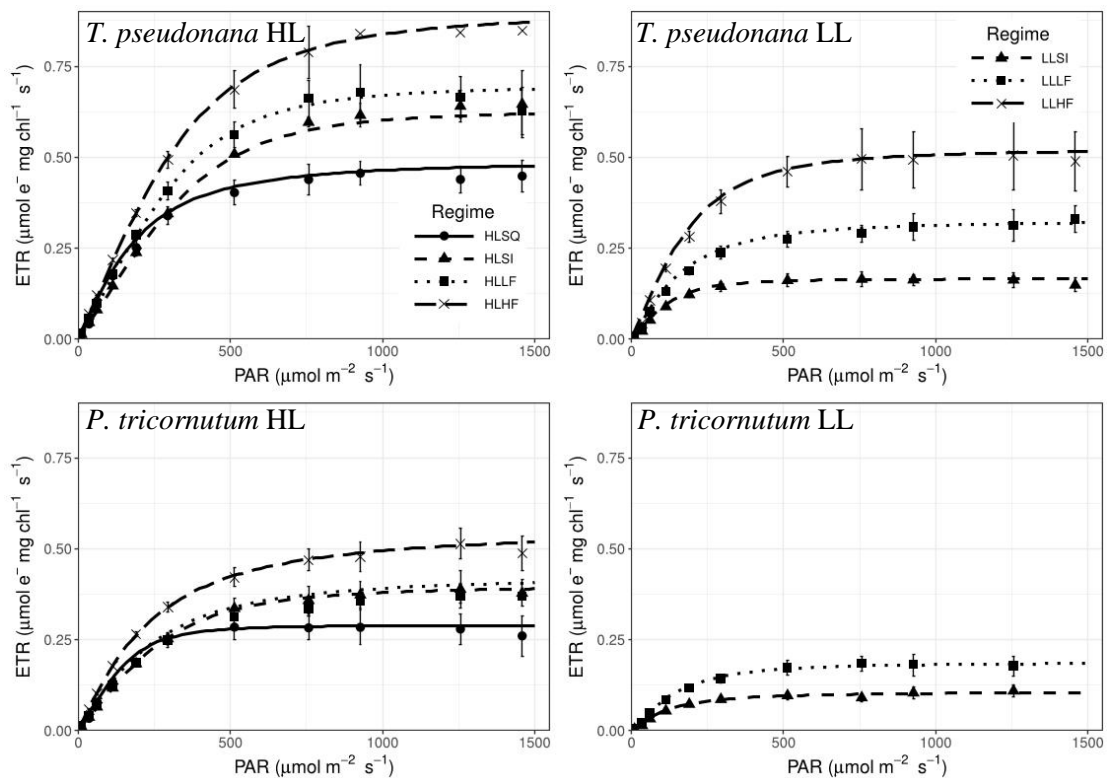 T. pseudonana HL
0.75
0.50
0.25
0.00
ETR (μmol e⁻ mg chl⁻¹ s⁻¹)
Regime
HLSQ
HLSI
HLLF
HLHF
0 500 1000 1500
PAR (μmol m⁻² s⁻¹)
T. pseudonana LL
0.75
0.50
0.25
0.00
ETR (μmol e⁻ mg chl⁻¹ s⁻¹)
Regime
LLSI
LLLF
LLHF
0 500 1000 1500
PAR (μmol m⁻² s⁻¹)
P. tricornutum HL
0.75
0.50
0.25
0.00
ETR (μmol e⁻ mg chl⁻¹ s⁻¹)
0 500 1000 1500
PAR (μmol m⁻² s⁻¹)
P. tricornutum LL
0.75
0.50
0.25
0.00
ETR (μmol e⁻ mg chl⁻¹ s⁻¹)
0 500 1000 1500
PAR (μmol m⁻² s⁻¹)